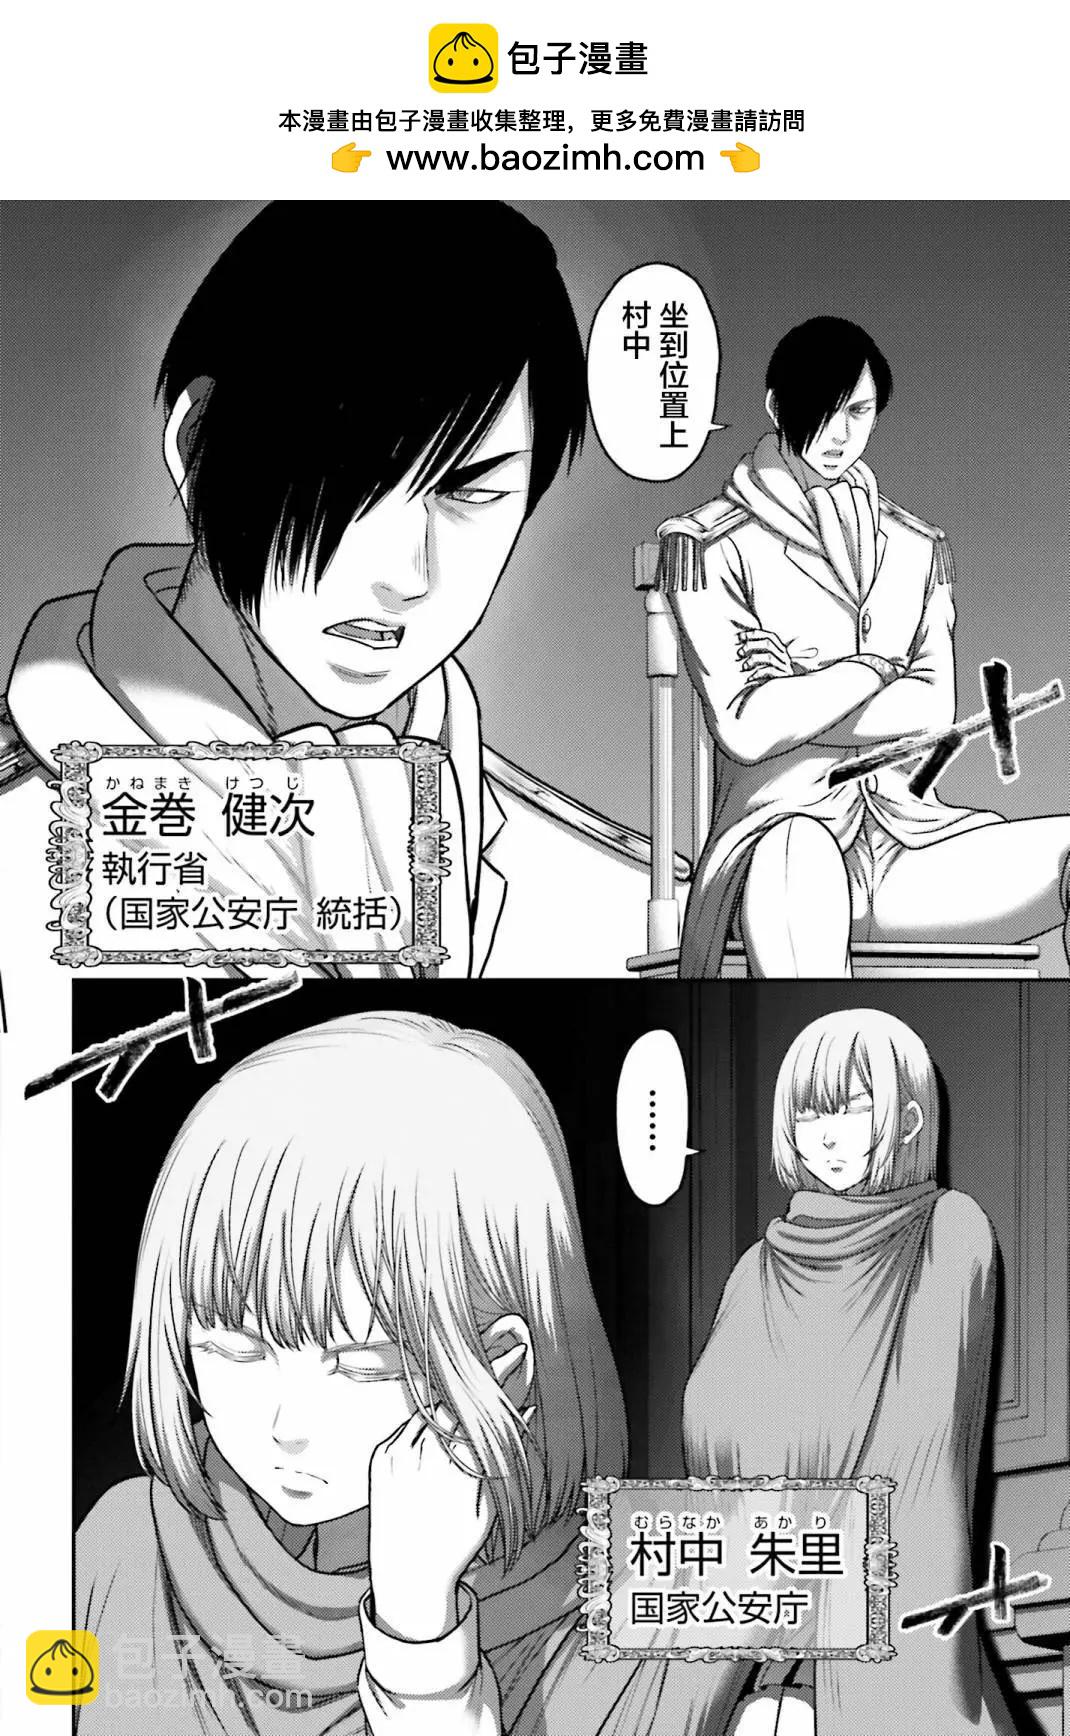 包子漫畫
本漫畫由包子漫畫收集整理，更多免費漫畫請訪問
👉 www.baozimh.com 👈
坐到位置上
村中
かねまき けつじ
金巻 健次
執行省
（国家公安庁 統括）
……
むらなか あかり
村中 朱里
国家公安庁
包子漫畫
baozimh.com